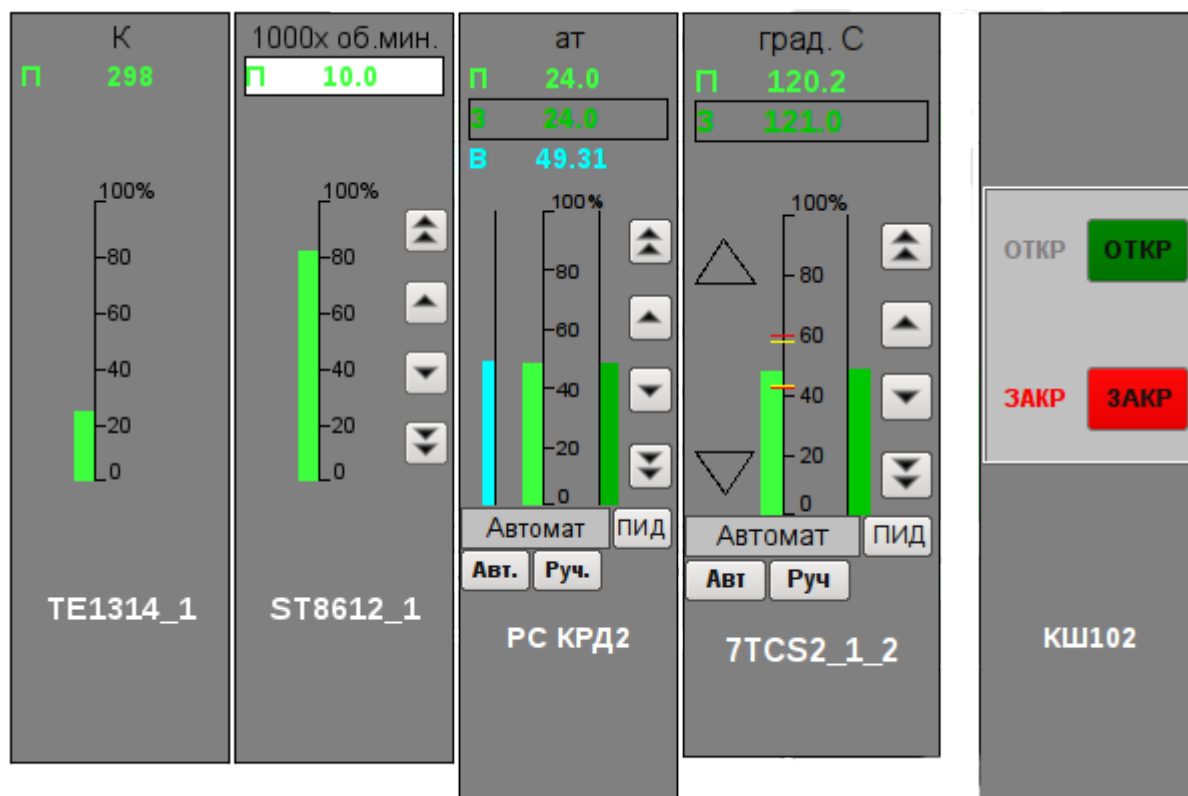 К
П 298
100%
80
60
40
20
0
TE1314_1
1000х об.мин.
П 10.0
100%
80
60
40
20
0
ST8612_1
ат
П 24.0
З 24.0
В 49.31
100%
80
60
40
20
0
Автомат ПИД
Авт. Руч.
РС КРД2
град. С
П 120.2
З 121.0
100%
80
60
40
20
0
Автомат ПИД
Авт Руч
7TCS2_1_2
ОТКР ОТКР
ЗАКР ЗАКР
КШ102